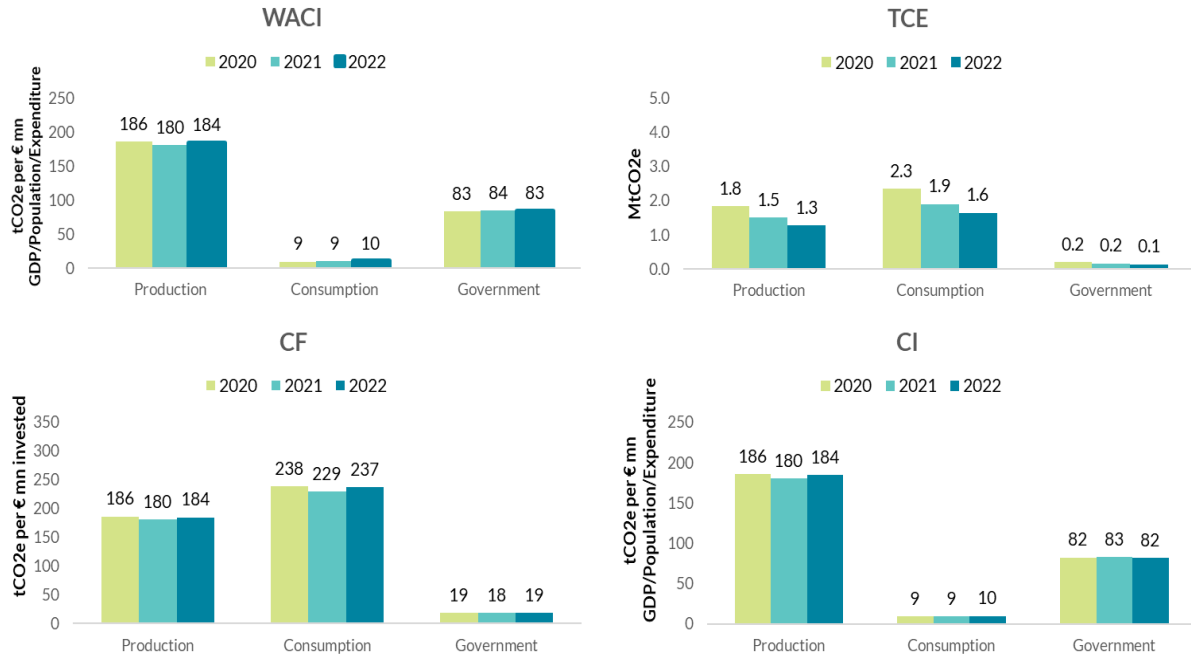 WACI
2020 2021 2022
tCO2e per € mn
GDP/Population/Expenditure
250
200
150
100
50
0
186 180 184
9 9 10
83 84 83
Production Consumption Government
TCE
2020 2021 2022
MtCO2e
5.0
4.0
3.0
2.0
1.0
0.0
1.8 1.5 1.3
2.3 1.9 1.6
0.2 0.2 0.1
Production Consumption Government
CF
2020 2021 2022
tCO2e per € mn invested
350
300
250
200
150
100
50
0
186 180 184
238 229 237
19 18 19
Production Consumption Government
CI
2020 2021 2022
tCO2e per € mn
GDP/Population/Expenditure
250
200
150
100
50
0
186 180 184
9 9 10
82 83 82
Production Consumption Government